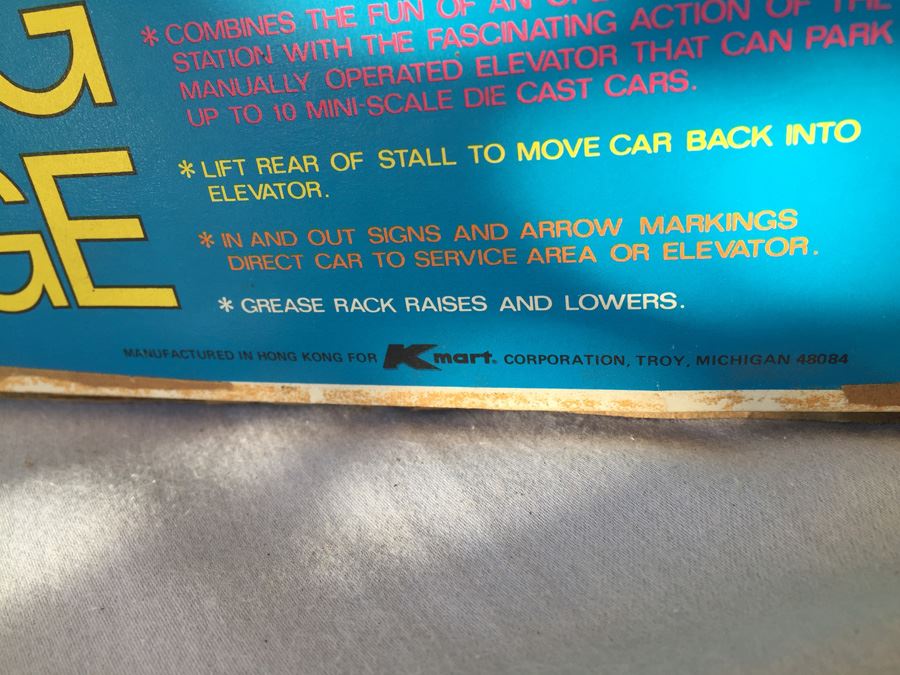 G
GE
* COMBINES THE FUN OF AN
STATION WITH THE FASCINATING ACTION OF THE
MANUALLY OPERATED ELEVATOR THAT CAN PARK
UP TO 10 MINI-SCALE DIE CAST CARS.
* LIFT REAR OF STALL TO MOVE CAR BACK INTO
ELEVATOR.
* IN AND OUT SIGNS AND ARROW MARKINGS
DIRECT CAR TO SERVICE AREA OR ELEVATOR.
* GREASE RACK RAISES AND LOWERS.
MANUFACTURED IN HONG KONG FOR Kmart® CORPORATION, TROY, MICHIGAN 48084